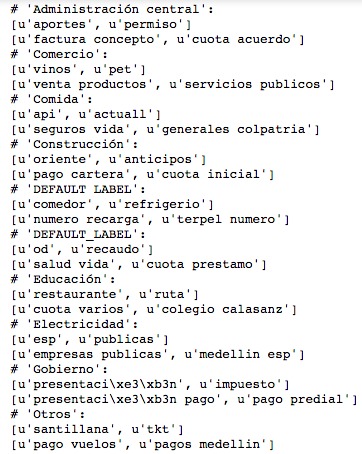 # 'Administración central':
[u'aportes', u'permiso']
[u'factura concepto', u'cuota acuerdo']
# 'Comercio':
[u'vinos', u'pet']
[u'venta productos', u'servicios publicos']
# 'Comida':
[u'api', u'actuall']
[u'seguros vida', u'generales colpatria']
# 'Construcción':
[u'oriente', u'anticipos']
[u'pago cartera', u'cuota inicial']
# 'DEFAULT LABEL':
[u'comedor', u'refrigerio']
[u'numero recarga', u'terpel numero']
# 'DEFAULT_LABEL':
[u'od', u'recaudo']
[u'salud vida', u'cuota prestamo']
# 'Educación':
[u'restaurante', u'ruta']
[u'cuota varios', u'colegio calasanz']
# 'Electricidad':
[u'esp', u'publicas']
[u'empresas publicas', u'medellin esp']
# 'Gobierno':
[u'presentaci\xe3\xb3n', u'impuesto']
[u'presentaci\xe3\xb3n pago', u'pago predial']
# 'Otros':
[u'santillana', u'tkt']
[u'pago vuelos', u'pagos medellin']